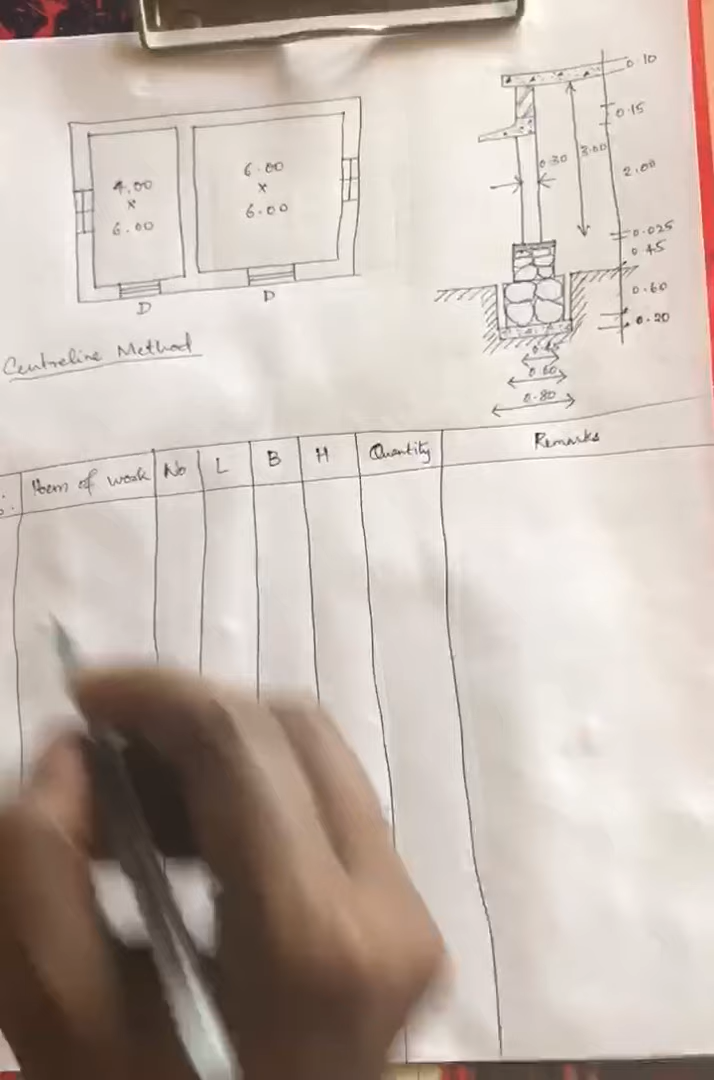 4.00
x
6.00
6.00
x
6.00
D
D
0.10
0.15
0.30
3.00
2.00
0.025
0.45
0.60
0.20
0.45
0.60
0.80
Centreline Method
Item of work No L B H Quantity Remarks